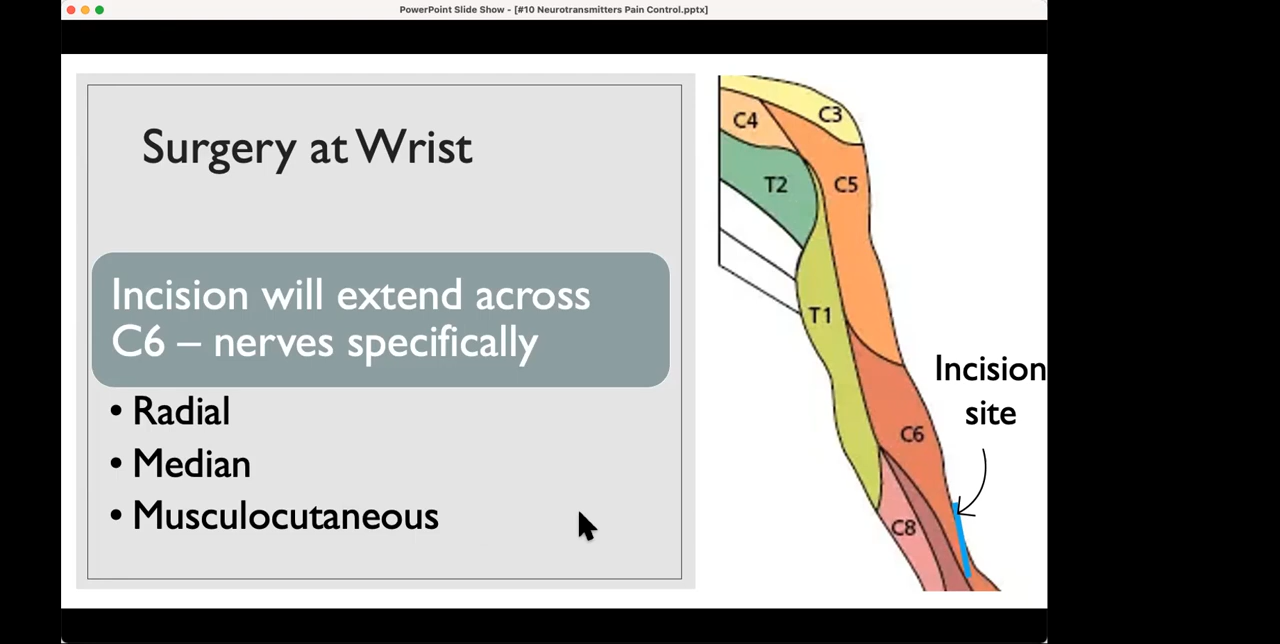 PowerPoint Slide Show - [#10 Neurotransmitters Pain Control.pptx]
Surgery at Wrist
Incision will extend across
C6 – nerves specifically
• Radial
• Median
• Musculocutaneous
C3
C4
T2
C5
T1
Incision
site
C6
C8